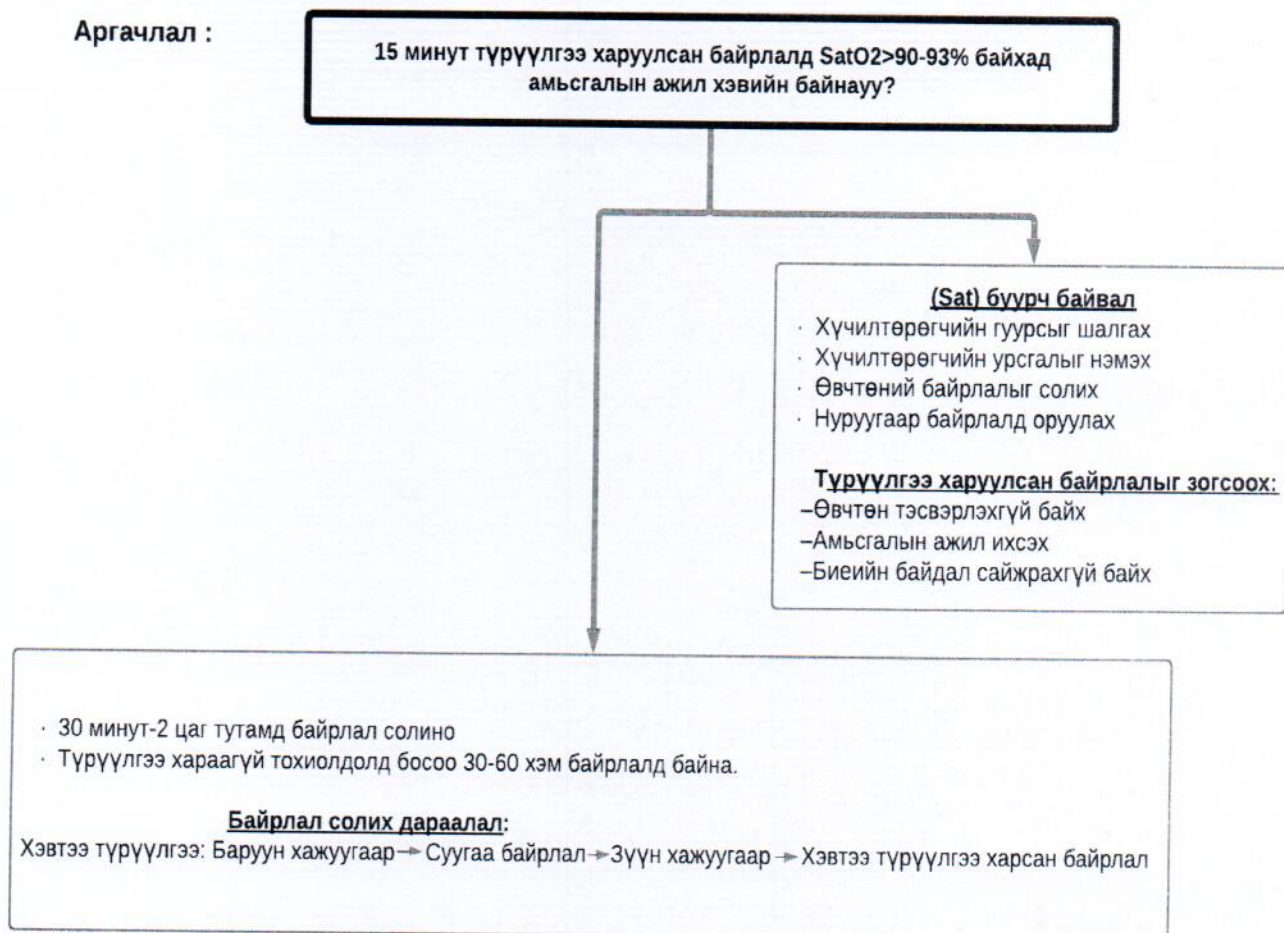 Аргачлал :
15 минут түрүүлгээ харуулсан байрлалд SatO2>90-93% байхад
амьсгалын ажил хэвийн байнауу?
(Sat) буурч байвал
· Хүчилтөрөгчийн гуурсыг шалгах
· Хүчилтөрөгчийн урсгалыг нэмэх
· Өвчтөний байрлалыг солих
· Нуруугаар байрлалд оруулах
Түрүүлгээ харуулсан байрлалыг зогсоох:
–Өвчтөн тэсвэрлэхгүй байх
–Амьсгалын ажил ихсэх
–Биеийн байдал сайжрахгүй байх
· 30 минут-2 цаг тутамд байрлал солино
· Түрүүлгээ хараагүй тохиолдолд босоо 30-60 хэм байрлалд байна.
Байрлал солих дараалал:
Хэвтээ түрүүлгээ: Баруун хажуугаар→Суугаа байрлал→Зүүн хажуугаар→Хэвтээ түрүүлгээ харсан байрлал